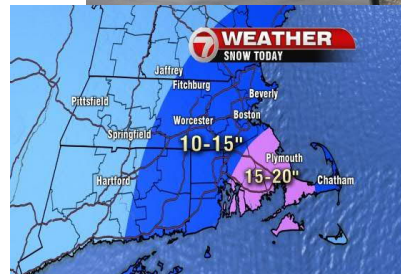 7 WEATHER
SNOW TODAY
Jaffrey
Fitchburg
Pittsfield
Beverly
Worcester
Boston
Springfield
10-15"
Plymouth
Hartford
15-20"
Chatham